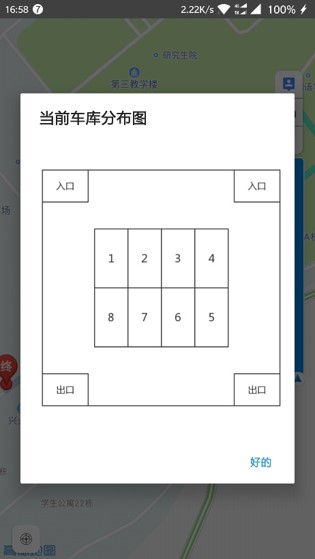 16:58 7 2.22K/s 100%
研究生院
第三教学楼
当前车库分布图
场
入口 入口
1 2 3 4
8 7 6 5
终
出口 出口
好的
学生公寓22栋